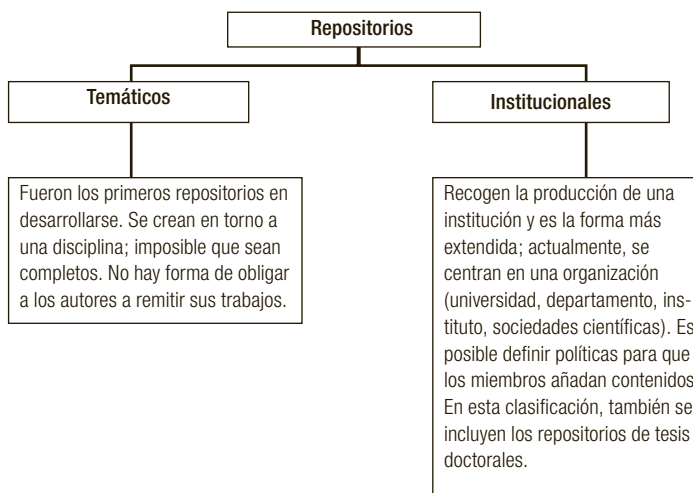 Repositorios
Temáticos
Institucionales
Fueron los primeros repositorios en
desarrollarse. Se crean en torno a
una disciplina; imposible que sean
completos. No hay forma de obligar
a los autores a remitir sus trabajos.
Recogen la producción de una
institución y es la forma más
extendida; actualmente, se
centran en una organización
(universidad, departamento, ins-
tituto, sociedades científicas). Es
posible definir políticas para que
los miembros añadan contenidos
En esta clasificación, también se
incluyen los repositorios de tesis
doctorales.